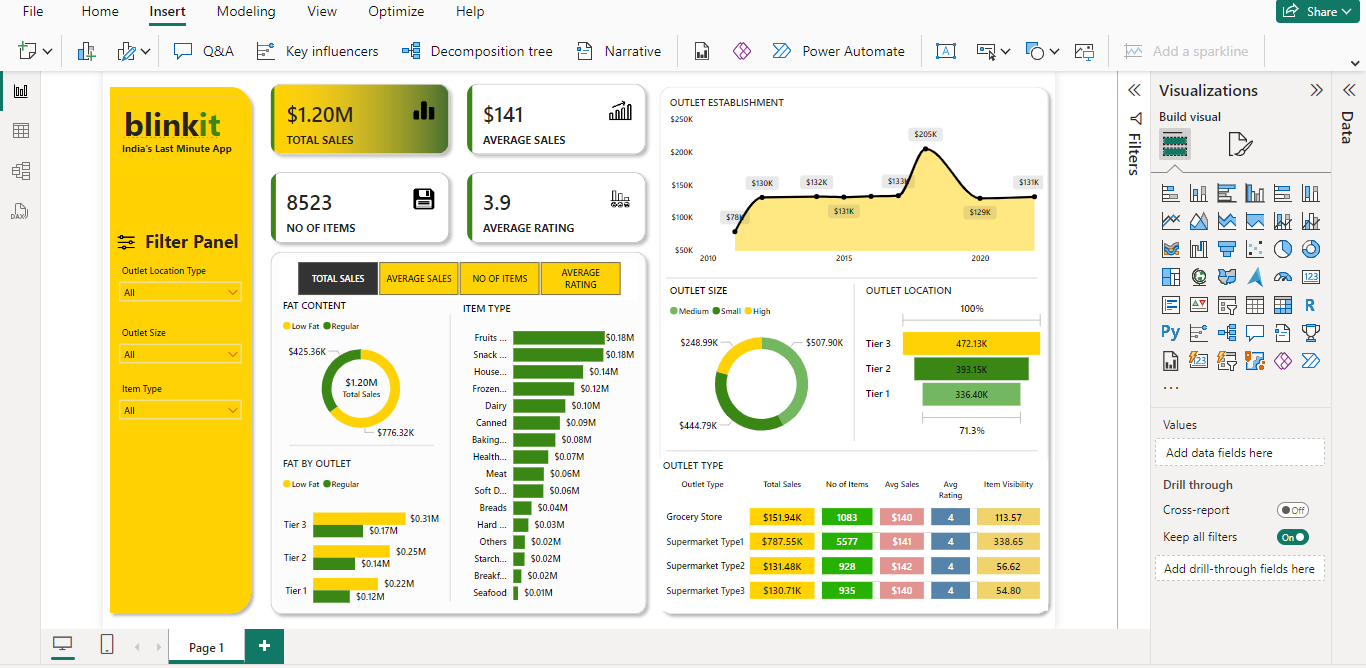 File Home Insert Modeling View Optimize Help Share
Q&A Key influencers Decomposition tree Narrative Power Automate Add a sparkline
blinkit
India's Last Minute App
Filter Panel
Outlet Location Type
All
Outlet Size
All
Item Type
All
$1.20M
TOTAL SALES
$141
AVERAGE SALES
8523
NO OF ITEMS
3.9
AVERAGE RATING
TOTAL SALES AVERAGE SALES NO OF ITEMS AVERAGE
RATING
FAT CONTENT
Low Fat Regular
$425.36K
$1.20M
Total Sales
$776.32K
FAT BY OUTLET
Low Fat Regular
Tier 3 $0.31M
$0.17M
Tier 2 $0.25M
$0.14M
Tier 1 $0.22M
$0.12M
ITEM TYPE
Fruits ... $0.18M
Snack ... $0.18M
House... $0.14M
Frozen... $0.12M
Dairy $0.10M
Canned $0.09M
Baking... $0.08M
Health... $0.07M
Meat $0.06M
Soft D... $0.06M
Breads $0.04M
Hard ... $0.03M
Others $0.02M
Starch... $0.02M
Breakf... $0.02M
Seafood $0.01M
OUTLET ESTABLISHMENT
$250K
$200K
$150K
$100K
$50K
$78K $130K $132K $131K $133K $205K $129K $131K
2010 2015 2020
OUTLET SIZE
Medium Small High
$248.99K $507.90K
$444.79K
OUTLET LOCATION
100%
Tier 3 472.13K
Tier 2 393.15K
Tier 1 336.40K
71.3%
OUTLET TYPE
Outlet Type Total Sales No of Items Avg Sales Avg
Rating Item Visibility
Grocery Store $151.94K 1083 $140 4 113.57
Supermarket Type1 $787.55K 5577 $141 4 338.65
Supermarket Type2 $131.48K 928 $142 4 56.62
Supermarket Type3 $130.71K 935 $140 4 54.80
Filters
Visualizations
Build visual
123
R
Py
123
...
Values
Add data fields here
Drill through
Cross-report Off
Keep all filters On
Add drill-through fields here
Data
DAX
Page 1 +